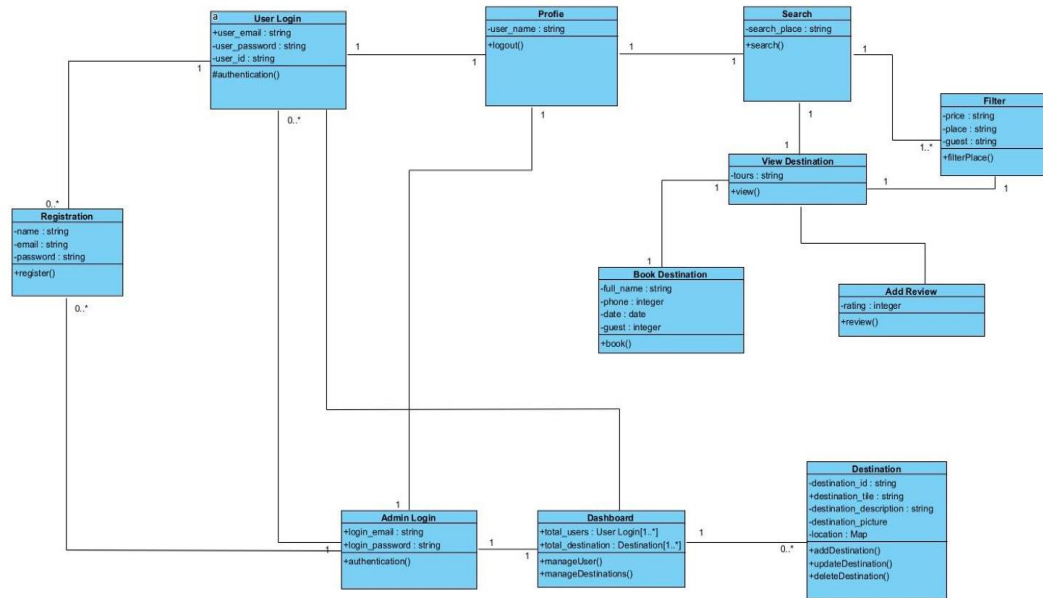 a
User Login
+user_email : string
-user_password : string
-user_id : string
#authentication()
Profie
-user_name : string
+logout()
Search
-search_place : string
+search()
Filter
-price : string
-place : string
-guest : string
+filterPlace()
View Destination
-tours : string
+view()
Registration
-name : string
-email : string
-password : string
+register()
Book Destination
-full_name : string
-phone : integer
-date : date
-guest : integer
+book()
Add Review
-rating : integer
+review()
Admin Login
+login_email : string
+login_password : string
+authentication()
Dashboard
+total_users : User Login[1..*]
+total_destination : Destination[1..*]
+manageUser()
+manageDestinations()
Destination
-destination_id : string
+destination_tile : string
-destination_description : string
-destination_picture
-location : Map
+addDestination()
+updateDestination()
+deleteDestination()
1
1
1
1
1
1
1
1..*
1
1
1
1
1
1
0..*
0..*
0..*
1
1
1
1
1
0..*